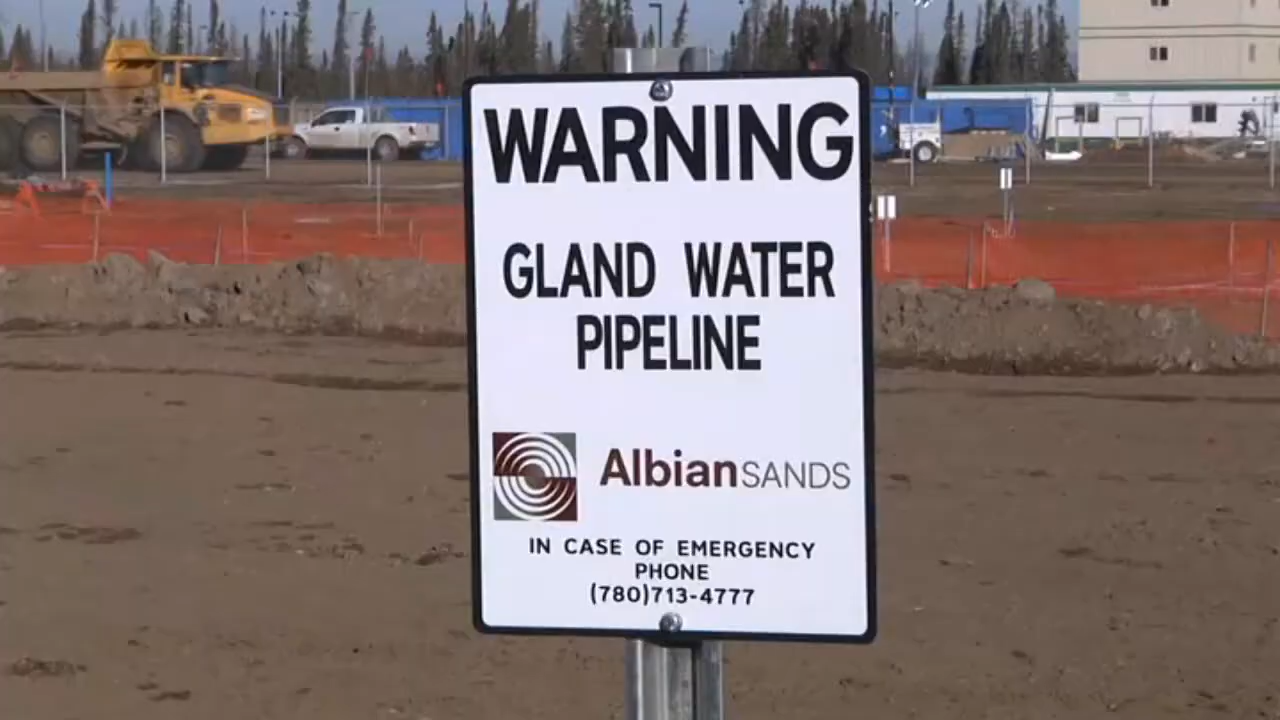 WARNING
GLAND WATER
PIPELINE
AlbianSANDS
IN CASE OF EMERGENCY
PHONE
(780)713-4777